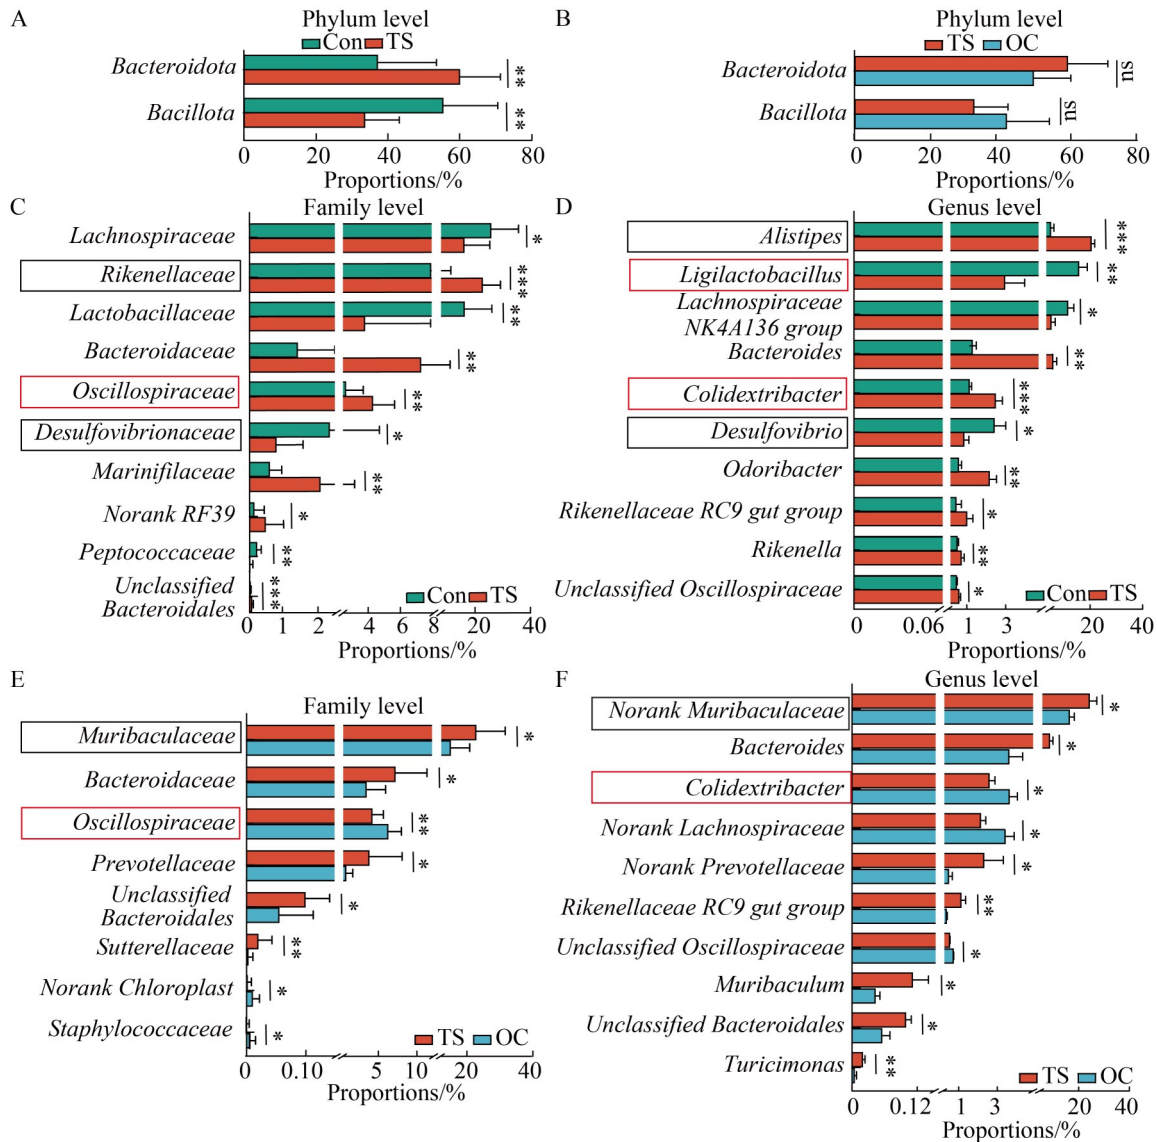 A
Phylum level
Con TS
Bacteroidota
**
Bacillota
**
0 20 40 60 80
Proportions/%
B
Phylum level
TS OC
Bacteroidota
ns
Bacillota
ns
0 20 40 60 80
Proportions/%
C
Family level
Lachnospiraceae
*
Rikenellaceae
***
Lactobacillaceae
**
Bacteroidaceae
**
Oscillospiraceae
**
Desulfovibrionaceae
*
Marinifilaceae
**
Norank RF39
*
Peptococcaceae
**
Unclassified
Bacteroidales
***
Con TS
0 1 2 4 6 8 20 40
Proportions/%
D
Genus level
Alistipes
***
Ligilactobacillus
**
Lachnospiraceae
NK4A136 group
*
Bacteroides
**
Colidextribacter
***
Desulfovibrio
*
Odoribacter
**
Rikenellaceae RC9 gut group
*
Rikenella
**
Unclassified Oscillospiraceae
*
Con TS
0 0.06 1 3 20 40
Proportions/%
E
Family level
Muribaculaceae
*
Bacteroidaceae
*
Oscillospiraceae
**
Prevotellaceae
*
Unclassified
Bacteroidales
*
Sutterellaceae
**
Norank Chloroplast
*
Staphylococcaceae
*
TS OC
0 0.10 5 10 20 40
Proportions/%
F
Genus level
Norank Muribaculaceae
*
Bacteroides
*
Colidextribacter
*
Norank Lachnospiraceae
*
Norank Prevotellaceae
*
Rikenellaceae RC9 gut group
**
Unclassified Oscillospiraceae
*
Muribaculum
*
Unclassified Bacteroidales
*
Turicimonas
**
TS OC
0 0.12 1 3 20 40
Proportions/%